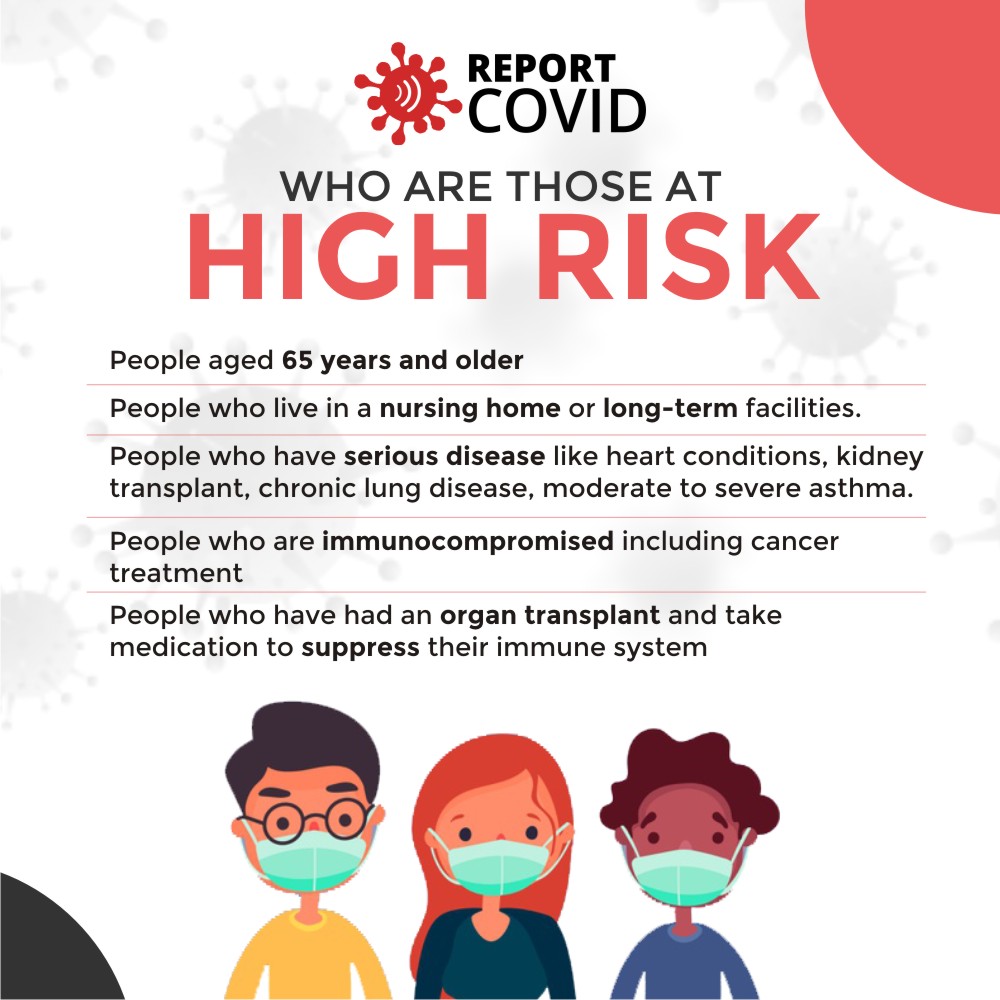 REPORT
COVID
WHO ARE THOSE AT
HIGH RISK
People aged 65 years and older
People who live in a nursing home or long-term facilities.
People who have serious disease like heart conditions, kidney
transplant, chronic lung disease, moderate to severe asthma.
People who are immunocompromised including cancer
treatment
People who have had an organ transplant and take
medication to suppress their immune system